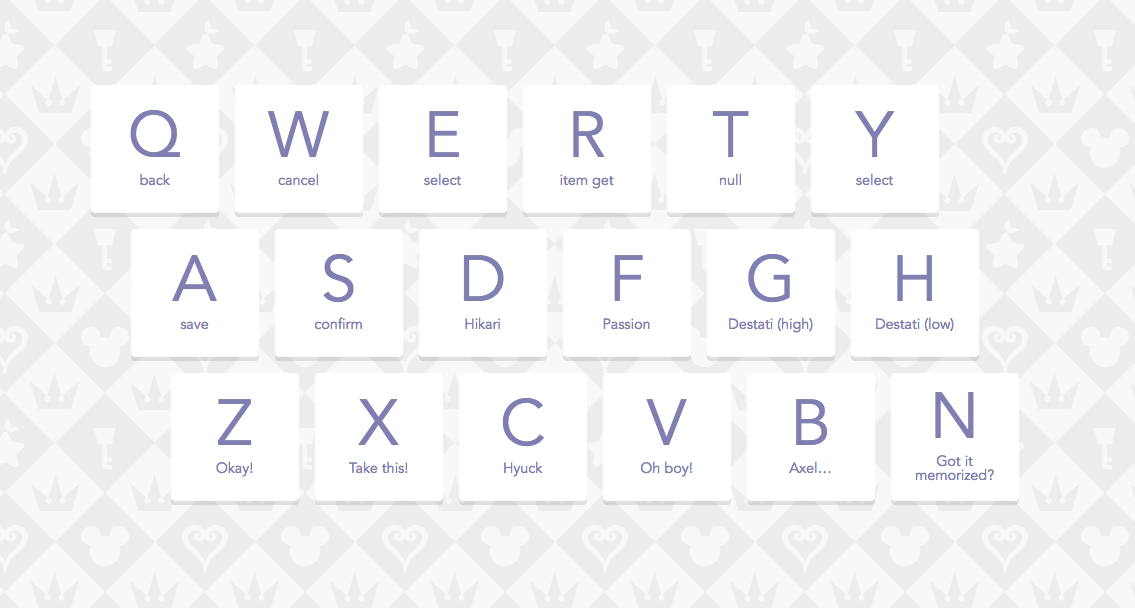 Q W E R T Y
back cancel select item get null select
A S D F G H
save confirm Hikari Passion Destati (high) Destati (low)
Z X C V B N
Okay! Take this! Hyuck Oh boy! Axel… Got it
memorized?